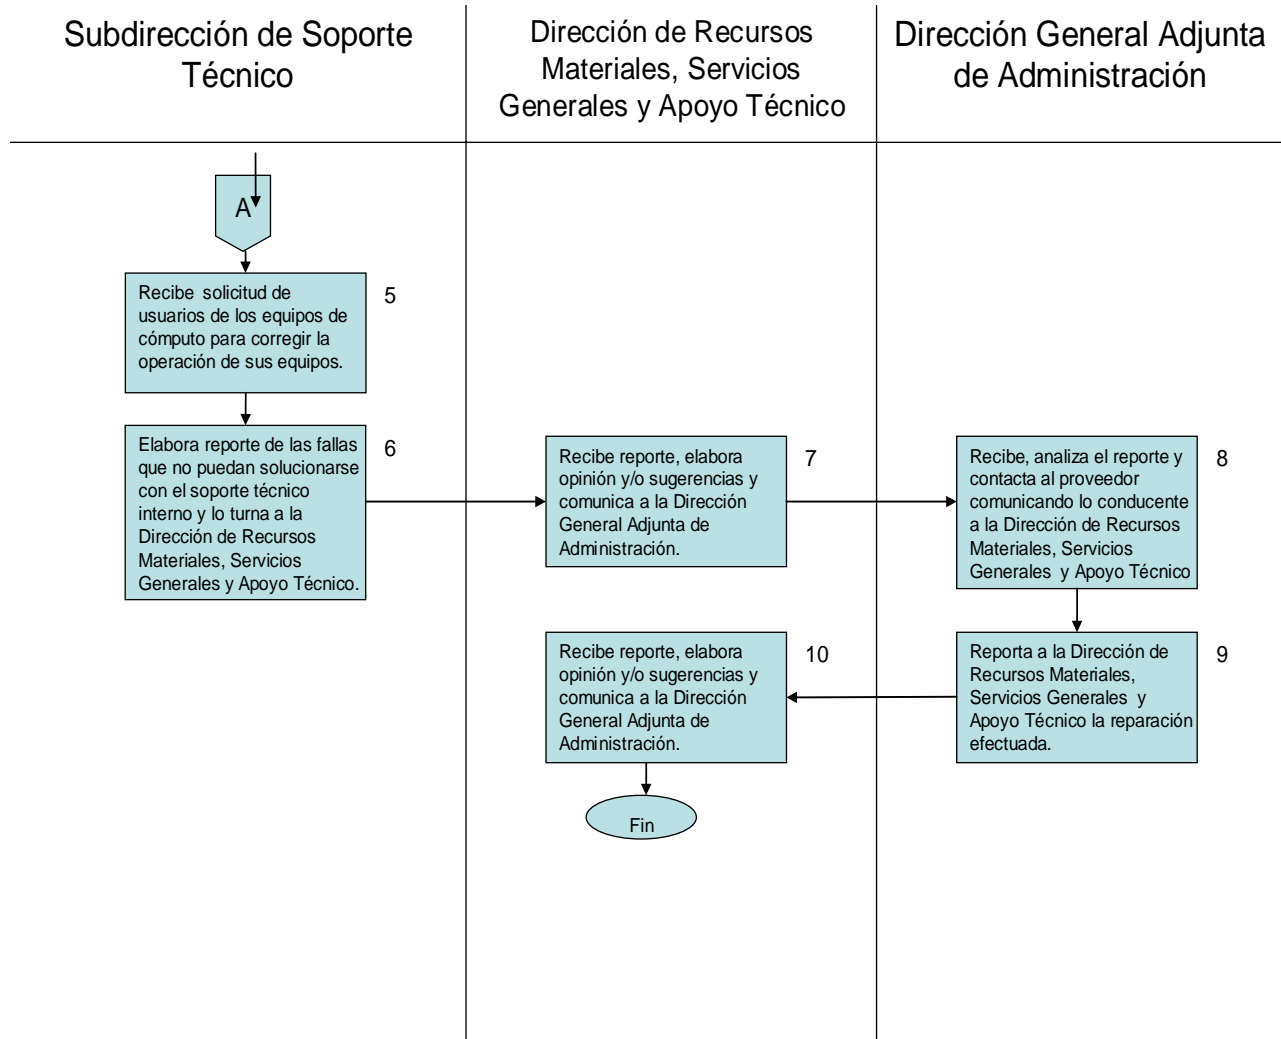 Subdirección de Soporte
Técnico
Dirección de Recursos
Materiales, Servicios
Generales y Apoyo Técnico
Dirección General Adjunta
de Administración
A
Recibe solicitud de
usuarios de los equipos de
cómputo para corregir la
operación de sus equipos.
5
Elabora reporte de las fallas
que no puedan solucionarse
con el soporte técnico
interno y lo turna a la
Dirección de Recursos
Materiales, Servicios
Generales y Apoyo Técnico.
6
Recibe reporte, elabora
opinión y/o sugerencias y
comunica a la Dirección
General Adjunta de
Administración.
7
Recibe, analiza el reporte y
contacta al proveedor
comunicando lo conducente
a la Dirección de Recursos
Materiales, Servicios
Generales y Apoyo Técnico
8
Reporta a la Dirección de
Recursos Materiales,
Servicios Generales y
Apoyo Técnico la reparación
efectuada.
9
Recibe reporte, elabora
opinión y/o sugerencias y
comunica a la Dirección
General Adjunta de
Administración.
10
Fin